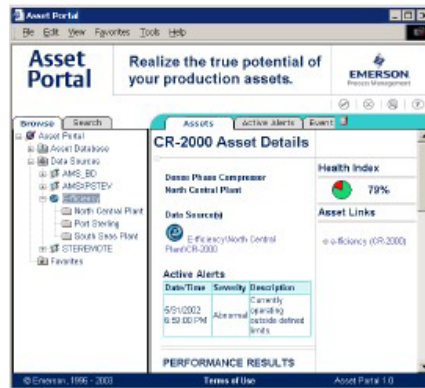 Asset Portal
File Edit View Favorites Tools Help
Asset
Portal
Realize the true potential of
your production assets.
EMERSON
Process Management
Browse
Search
Assets
Active Alerts
Event
Asset Portal
Asset Database
Data Sources
AMS_BD
AMSXPSTEV
Efficiency
North Central Plant
Port Sterling
South Seas Plant
STEREMOTE
Favorites
CR-2000 Asset Details
Dense Phase Compressor
North Central Plant
Data Source(s)
E-fficiency\North Central
Plant\CR-2000
Active Alerts
Date/Time Severity Description
5/31/2002
6:59:00 PM
Abnormal
Currently
operating
outside defined
limits
PERFORMANCE RESULTS
Health Index
79%
Asset Links
e-fficiency (CR-2000)
© Emerson, 1996 - 2003
Terms of Use
Asset Portal 1.0